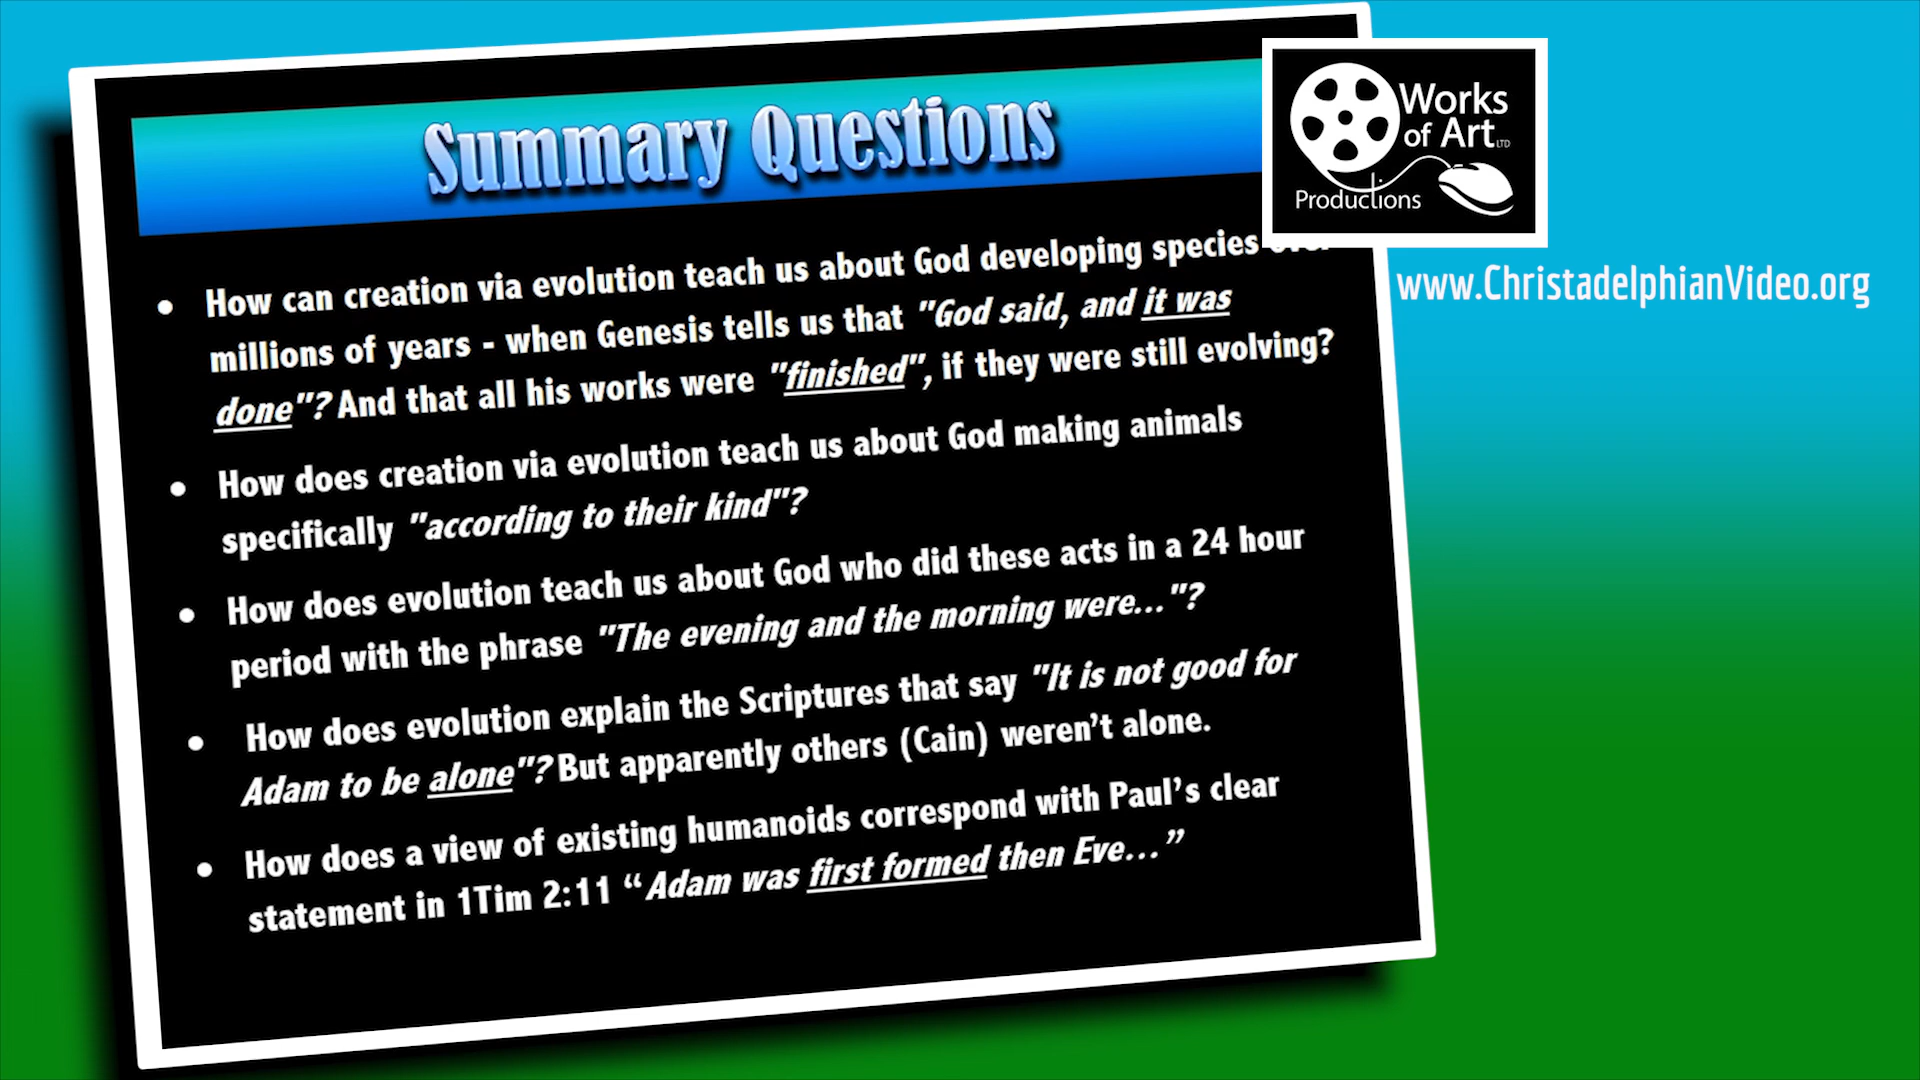 Summary Questions
• How can creation via evolution teach us about God developing species
millions of years - when Genesis tells us that "God said, and it was
done"? And that all his works were "finished", if they were still evolving?
• How does creation via evolution teach us about God making animals
specifically "according to their kind"?
• How does evolution teach us about God who did these acts in a 24 hour
period with the phrase "The evening and the morning were..."?
• How does evolution explain the Scriptures that say "It is not good for
Adam to be alone"? But apparently others (Cain) weren't alone.
• How does a view of existing humanoids correspond with Paul's clear
statement in 1Tim 2:11 “Adam was first formed then Eve...”
Works
of Art LTD
Productions
www.ChristadelphianVideo.org